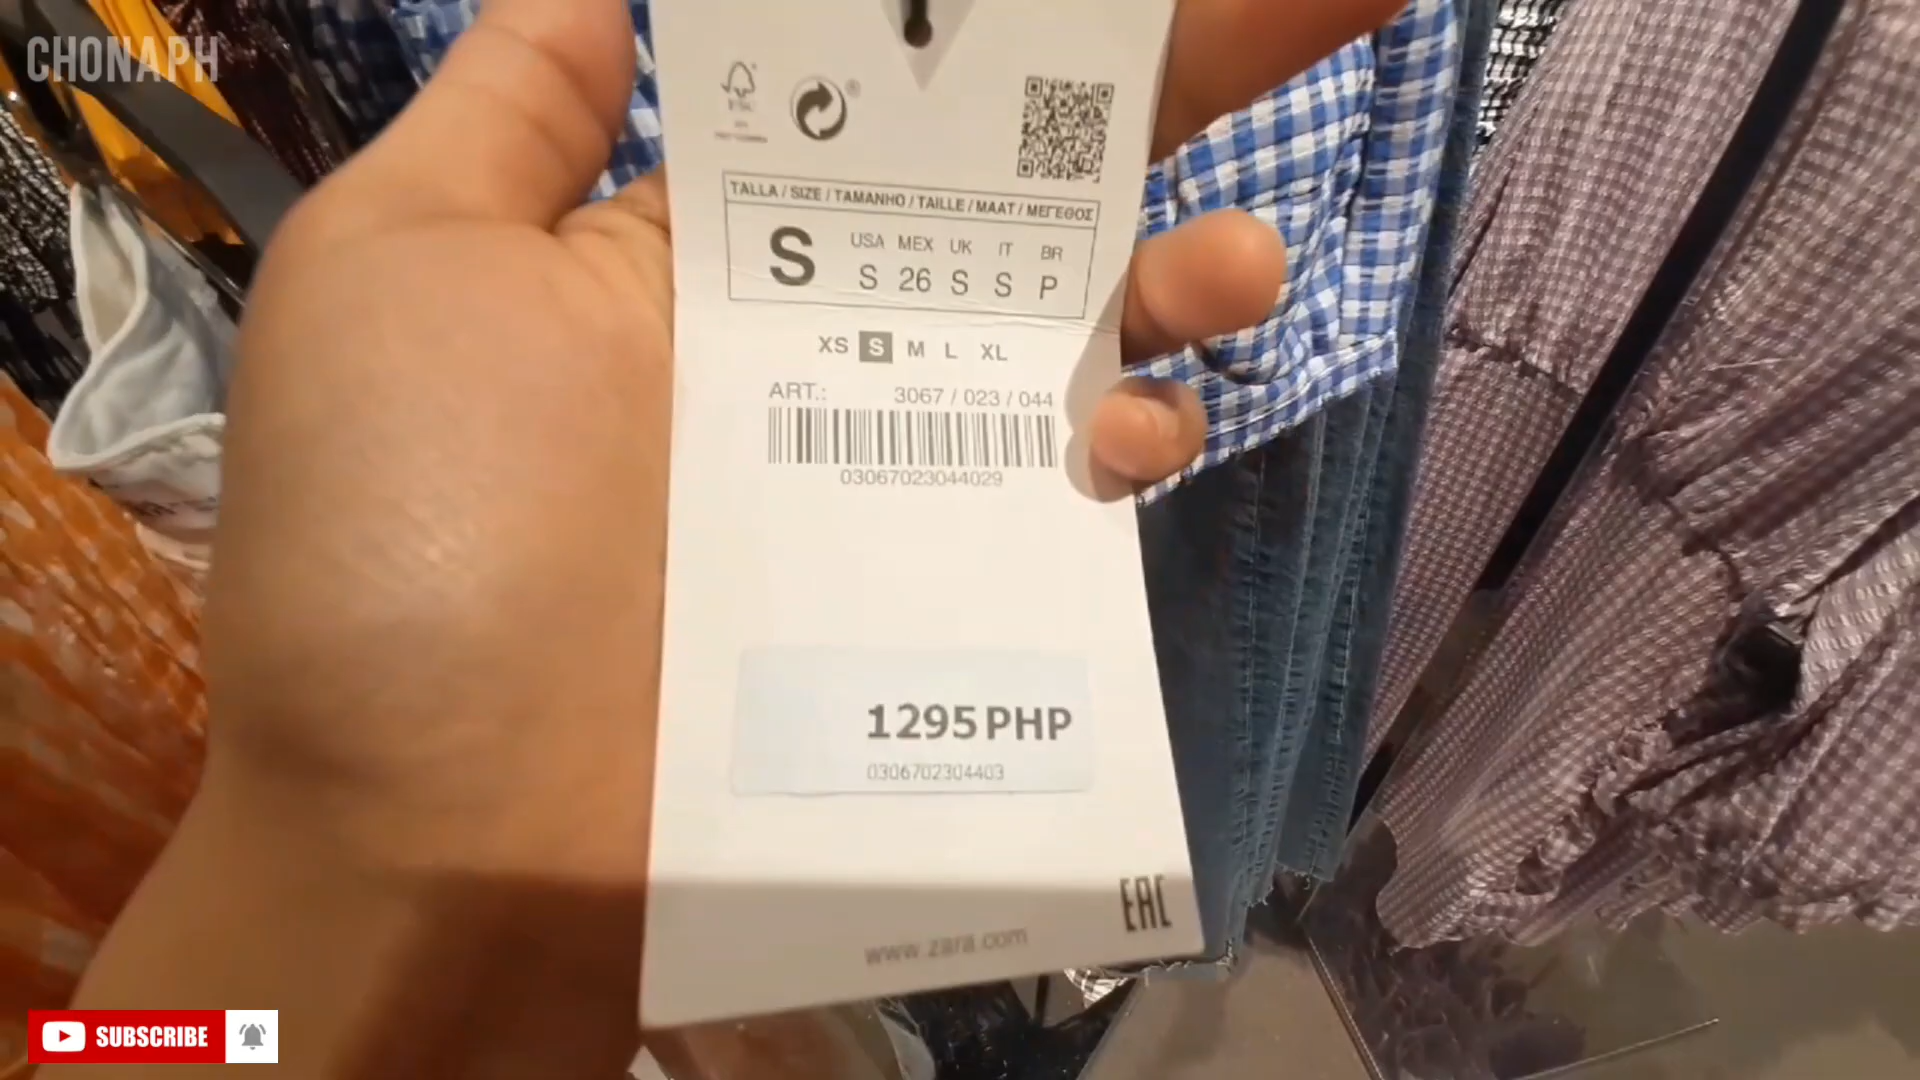 CHONAPH
FSC
TALLA / SIZE / TAMANHO / TAILLE / MAAT / ΜΕΓΕΘΟΣ
S
USA MEX UK IT BR
S 26 S S P
XS S M L XL
ART.: 3067 / 023 / 044
03067023044029
1295 PHP
0306702304403
EAC
www.zara.com
SUBSCRIBE